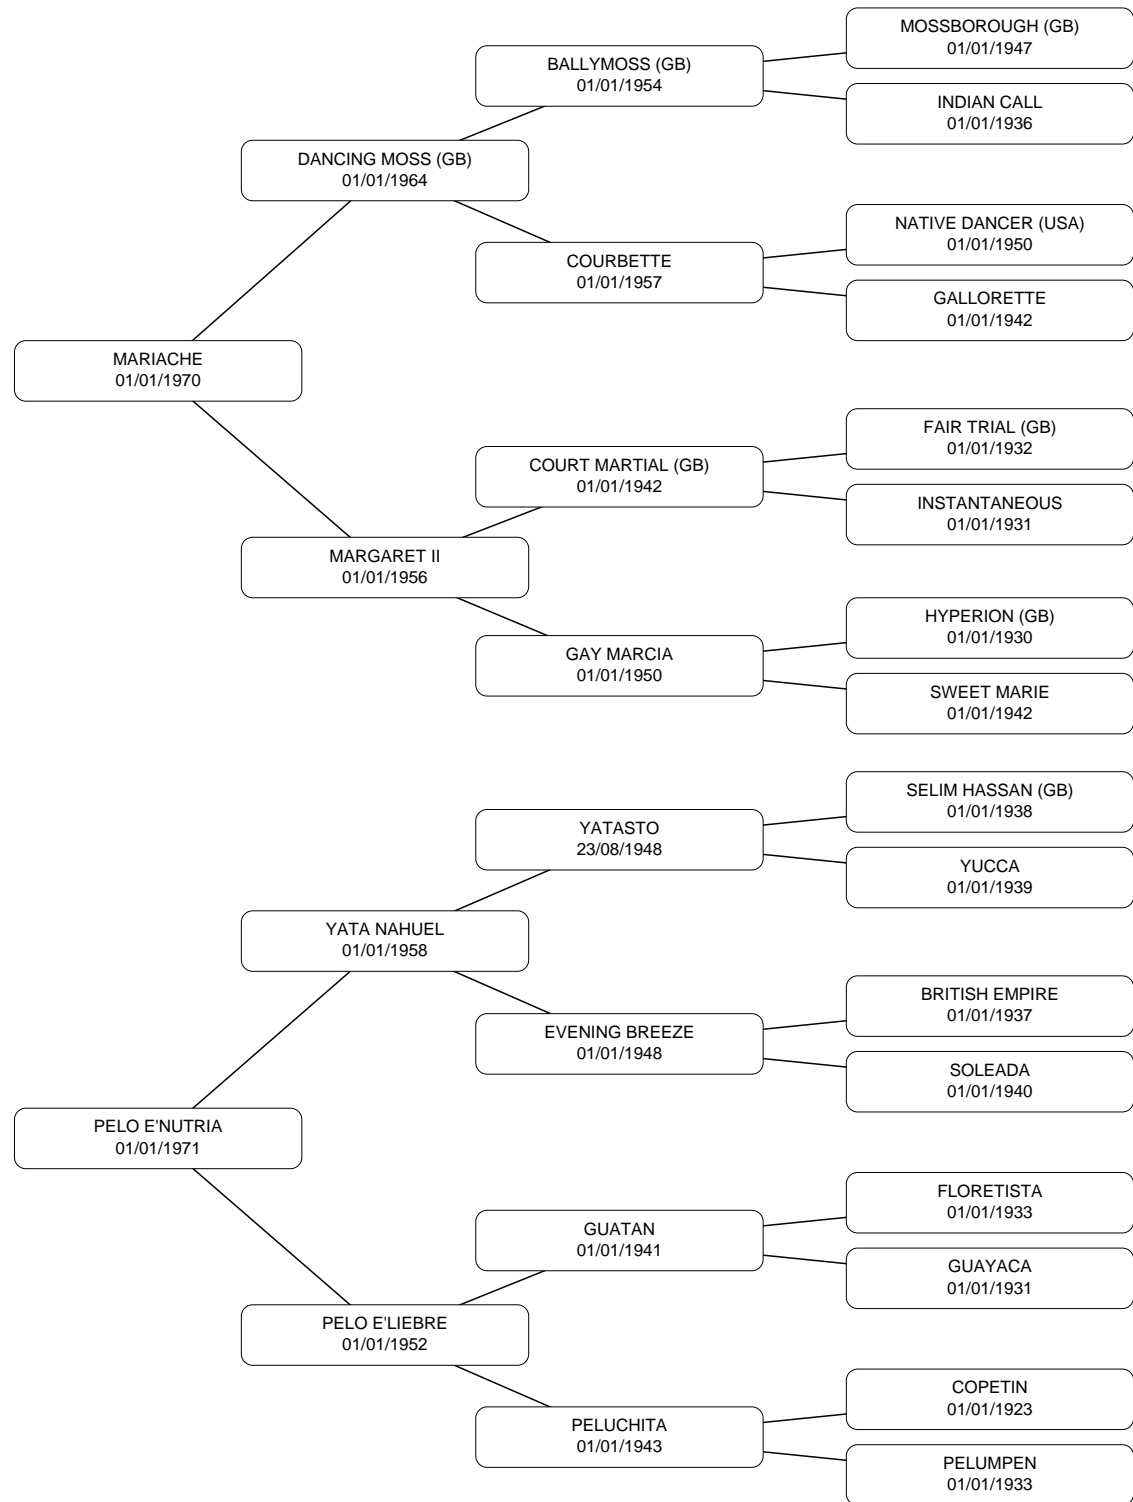 MOSSBOROUGH (GB)
01/01/1947
BALLYMOSS (GB)
01/01/1954
INDIAN CALL
01/01/1936
DANCING MOSS (GB)
01/01/1964
NATIVE DANCER (USA)
01/01/1950
COURBETTE
01/01/1957
GALLORETTE
01/01/1942
MARIACHE
01/01/1970
FAIR TRIAL (GB)
01/01/1932
COURT MARTIAL (GB)
01/01/1942
INSTANTANEOUS
01/01/1931
MARGARET II
01/01/1956
HYPERION (GB)
01/01/1930
GAY MARCIA
01/01/1950
SWEET MARIE
01/01/1942
SELIM HASSAN (GB)
01/01/1938
YATASTO
23/08/1948
YUCCA
01/01/1939
YATA NAHUEL
01/01/1958
BRITISH EMPIRE
01/01/1937
EVENING BREEZE
01/01/1948
SOLEADA
01/01/1940
PELO E'NUTRIA
01/01/1971
FLORETISTA
01/01/1933
GUATAN
01/01/1941
GUAYACA
01/01/1931
PELO E'LIEBRE
01/01/1952
COPETIN
01/01/1923
PELUCHITA
01/01/1943
PELUMPEN
01/01/1933